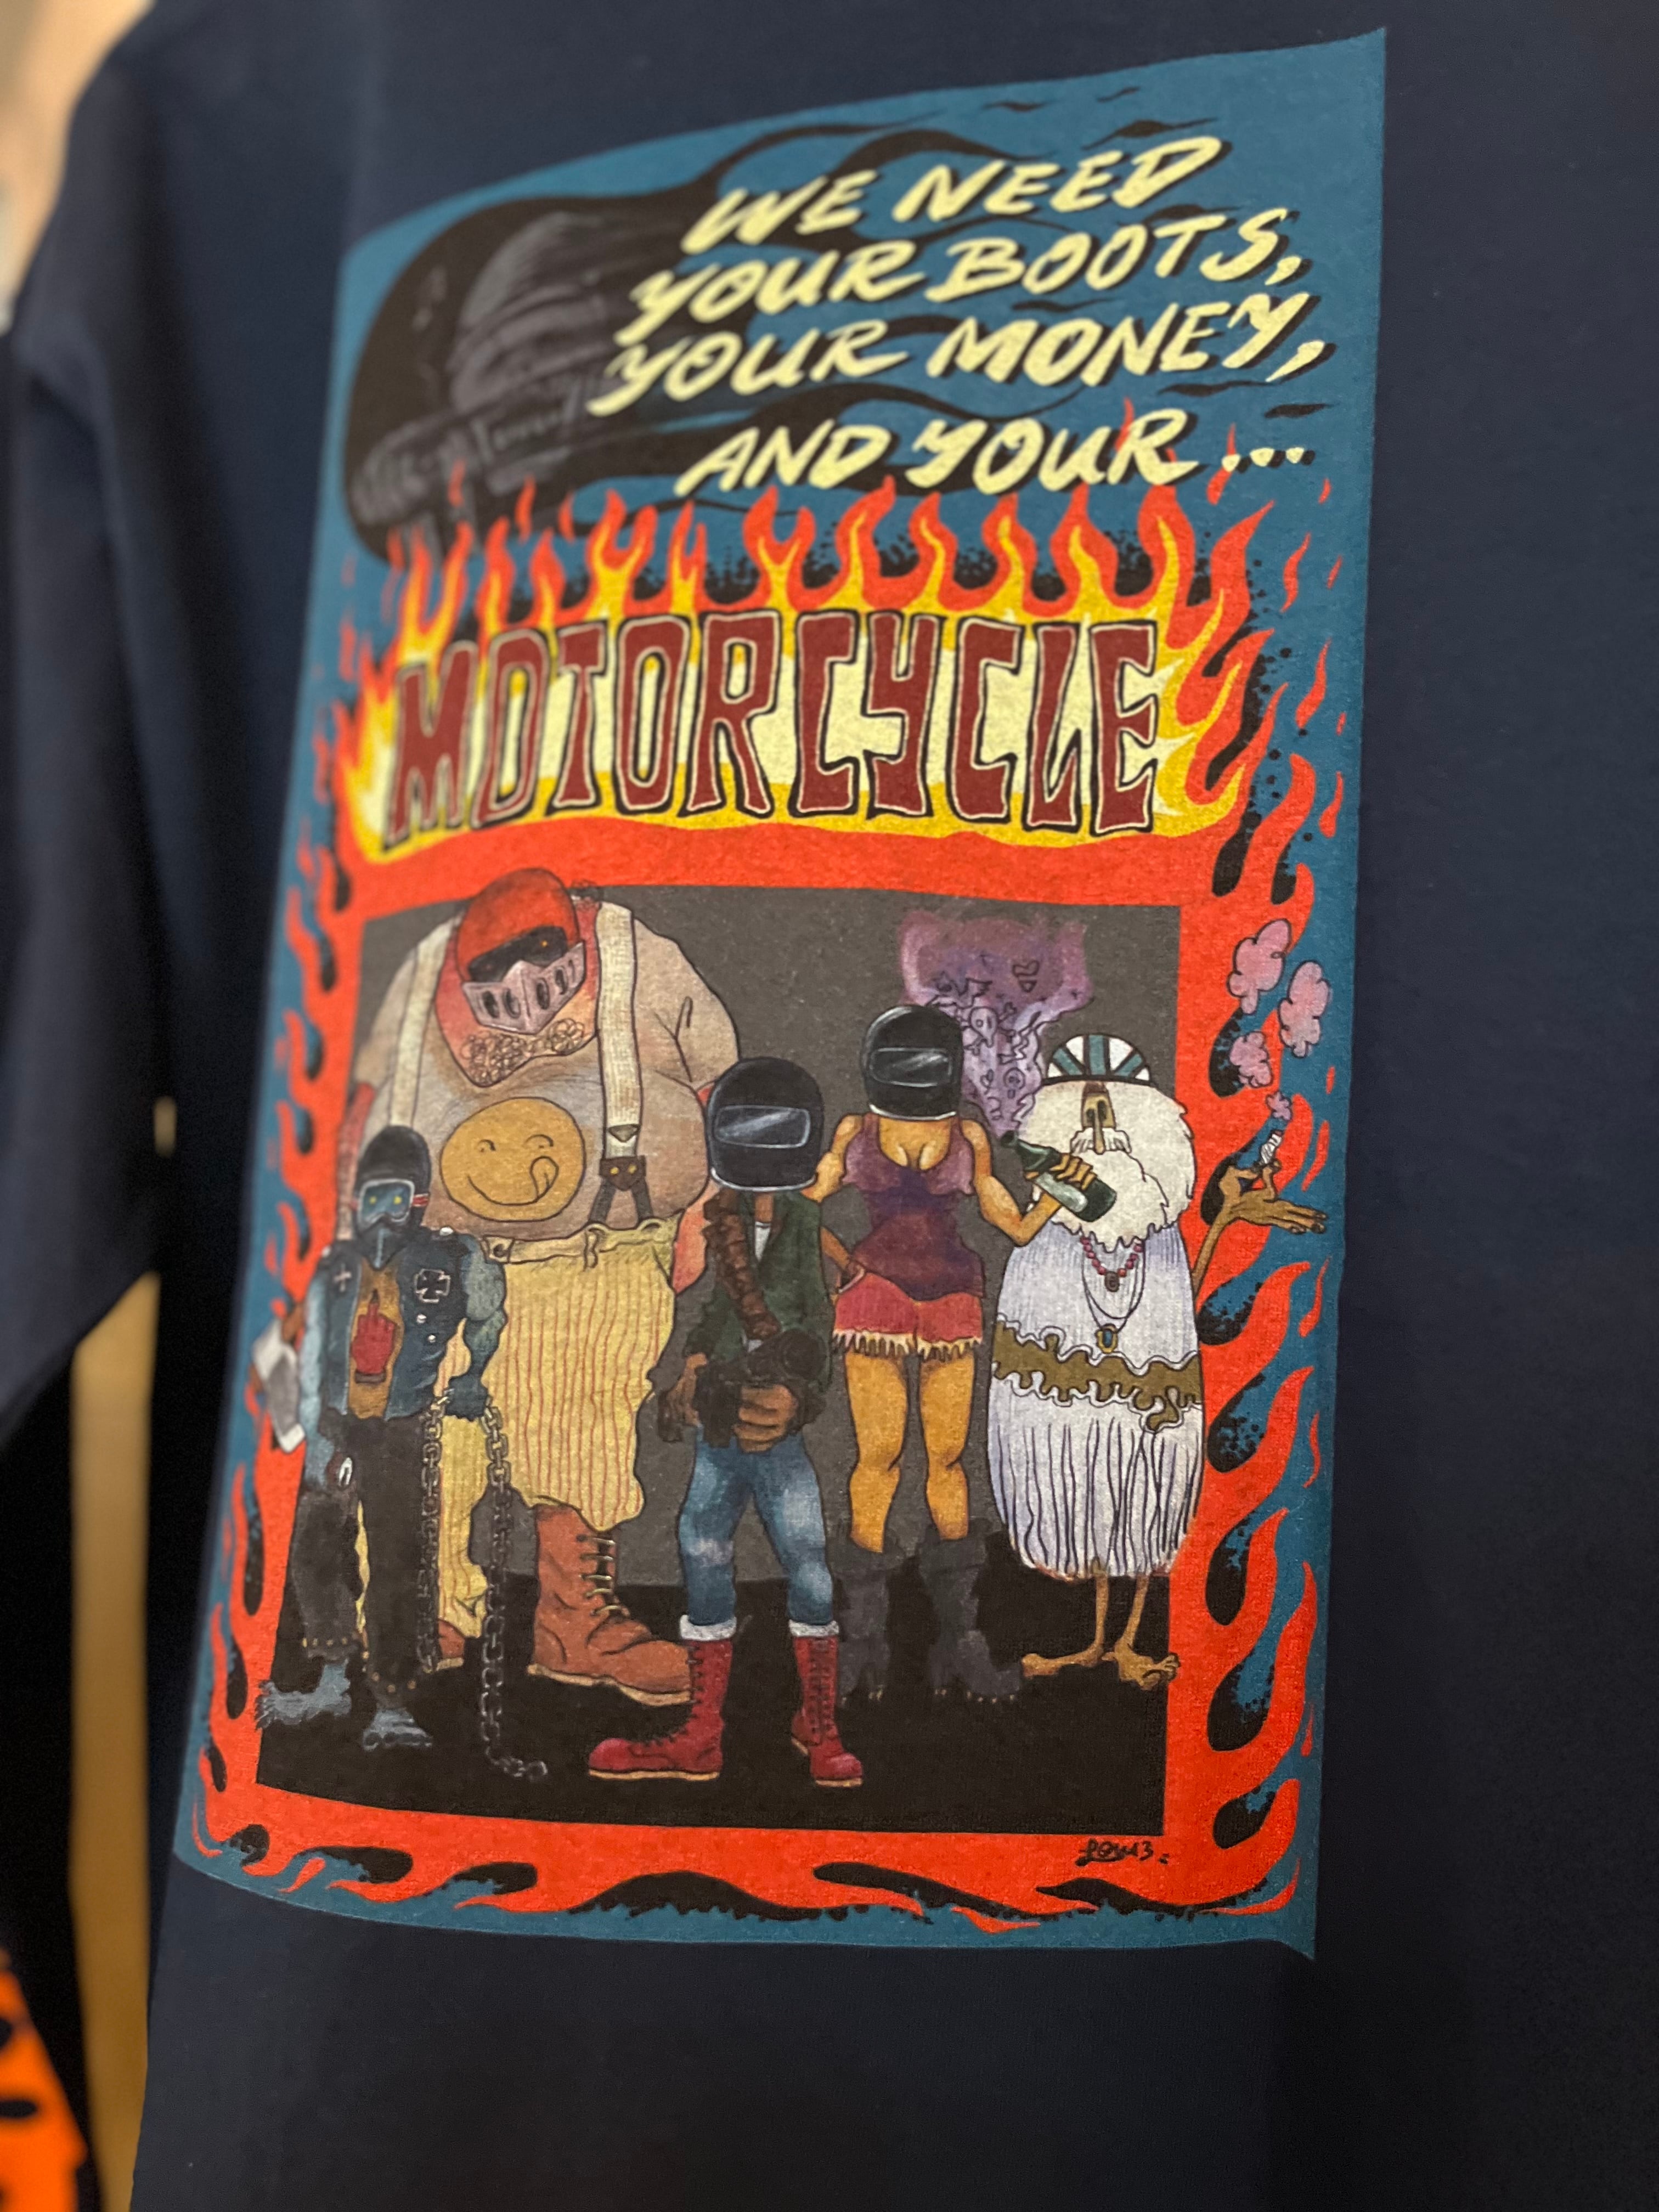 WE NEED
YOUR BOOTS,
YOUR MONEY,
AND YOUR...
MOTORCYCLE